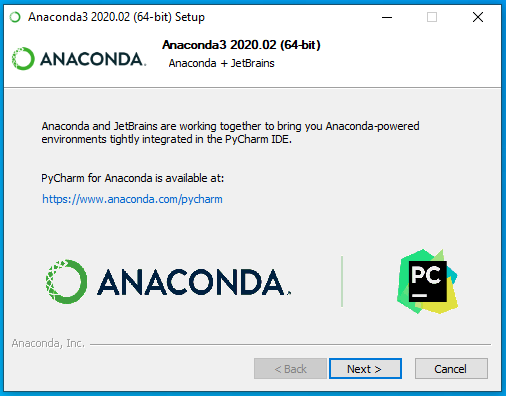 Anaconda3 2020.02 (64-bit) Setup
ANACONDA.
Anaconda3 2020.02 (64-bit)
Anaconda + JetBrains
Anaconda and JetBrains are working together to bring you Anaconda-powered
environments tightly integrated in the PyCharm IDE.
PyCharm for Anaconda is available at:
https://www.anaconda.com/pycharm
ANACONDA.
PC
Anaconda, Inc.
< Back
Next >
Cancel